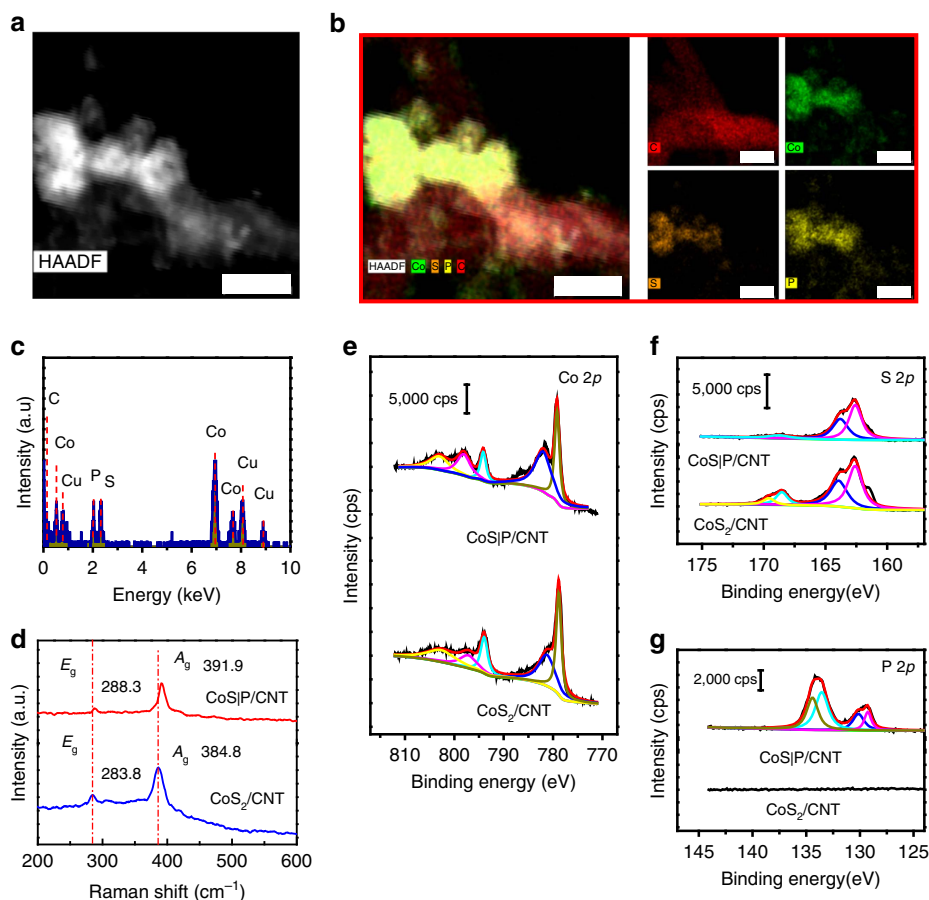 a
HAADF
b
HAADF Co S P C
C
Co
S
P
c
Intensity (a.u)
C
Co
Cu
P S
Co
Co
Cu
Cu
0 2 4 6 8 10
Energy (keV)
d
Intensity (a.u.)
Eg
288.3
Ag 391.9
CoS|P/CNT
Eg
283.8
Ag 384.8
CoS₂/CNT
200 300 400 500 600
Raman shift (cm⁻¹)
e
Intensity (cps)
Co 2p
5,000 cps
CoS|P/CNT
CoS₂/CNT
810 800 790 780 770
Binding energy (eV)
f
Intensity (cps)
S 2p
5,000 cps
CoS|P/CNT
CoS₂/CNT
175 170 165 160
Binding energy(eV)
g
Intensity (cps)
P 2p
2,000 cps
CoS|P/CNT
CoS₂/CNT
145 140 135 130 125
Binding energy(eV)